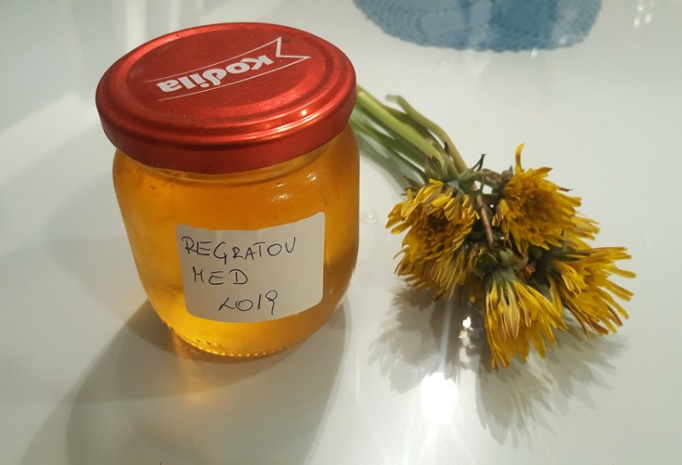 kodila
REGRATOV
MED
2019